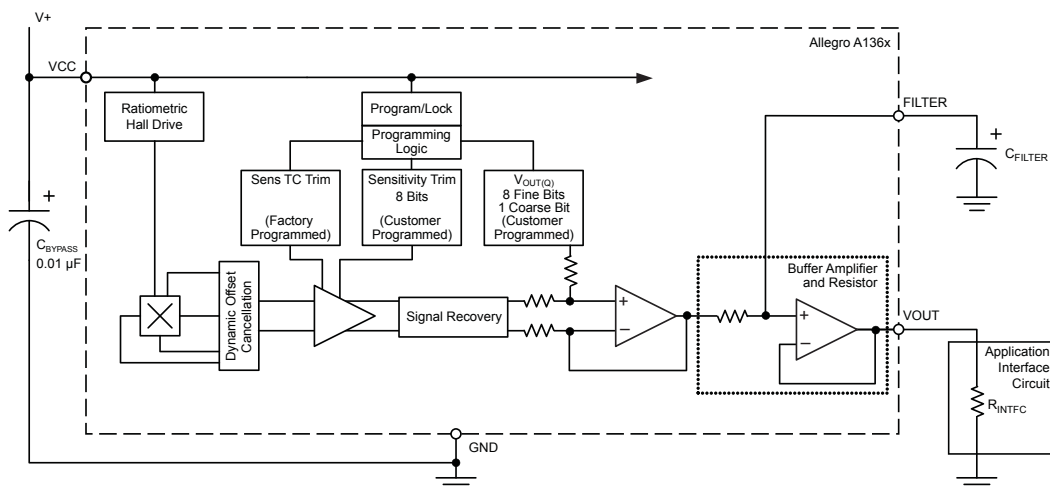 V+
Allegro A136x
VCC
Ratiometric
Hall Drive
Program/Lock
Programming
Logic
FILTER
+
CFILTER
Sens TC Trim
(Factory
Programmed)
Sensitivity Trim
8 Bits
(Customer
Programmed)
VOUT(Q)
8 Fine Bits
1 Coarse Bit
(Customer
Programmed)
+
CBYPASS
0.01 µF
Dynamic Offset
Cancellation
Signal Recovery
+
−
Buffer Amplifier
and Resistor
+
−
VOUT
Application
Interface
Circuit
RINTFC
GND